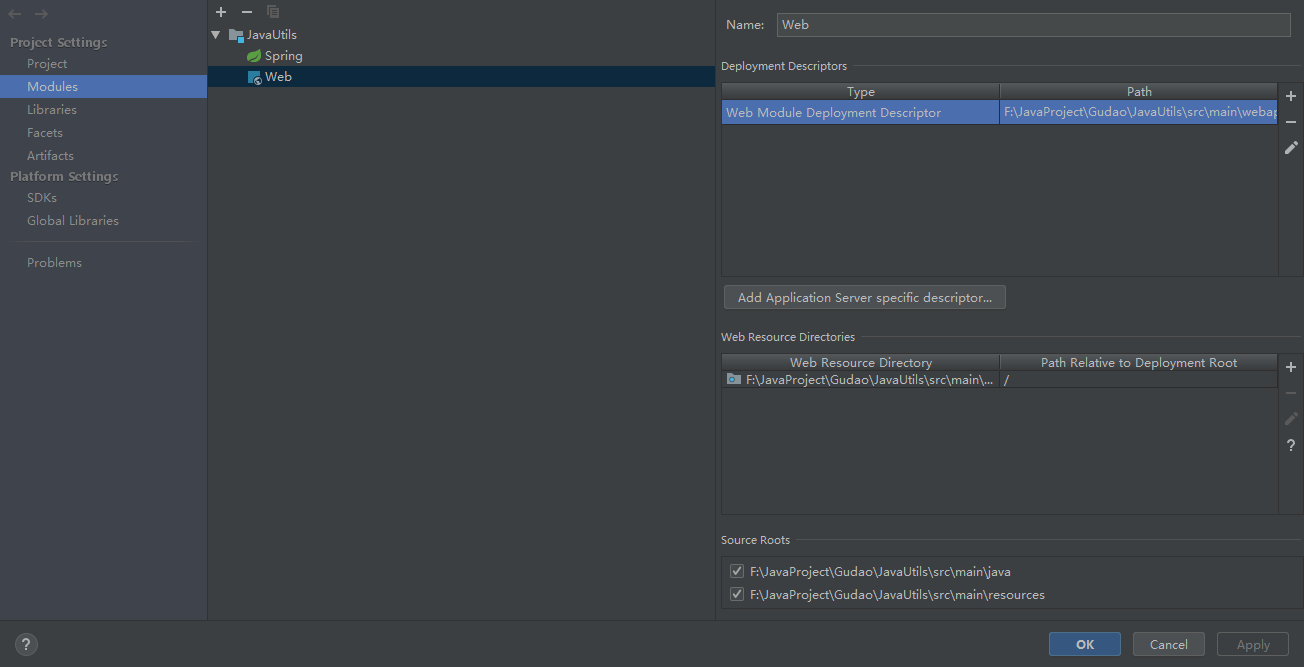 Project Settings
Project
Modules
Libraries
Facets
Artifacts
Platform Settings
SDKs
Global Libraries
Problems
JavaUtils
Spring
Web
Name: Web
Deployment Descriptors
Type Path
Web Module Deployment Descriptor F:\JavaProject\Gudao\JavaUtils\src\main\webap
Add Application Server specific descriptor...
Web Resource Directories
Web Resource Directory Path Relative to Deployment Root
F:\JavaProject\Gudao\JavaUtils\src\main\... /
?
Source Roots
F:\JavaProject\Gudao\JavaUtils\src\main\java
F:\JavaProject\Gudao\JavaUtils\src\main\resources
? OK Cancel Apply